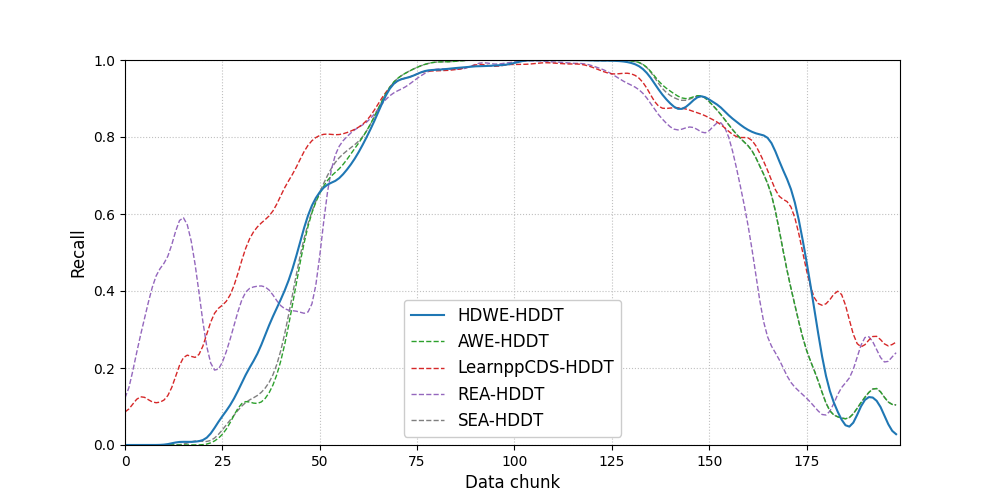 1.0
0.8
0.6
0.4
0.2
0.0
Recall
HDWE-HDDT
AWE-HDDT
LearnppCDS-HDDT
REA-HDDT
SEA-HDDT
0 25 50 75 100 125 150 175
Data chunk